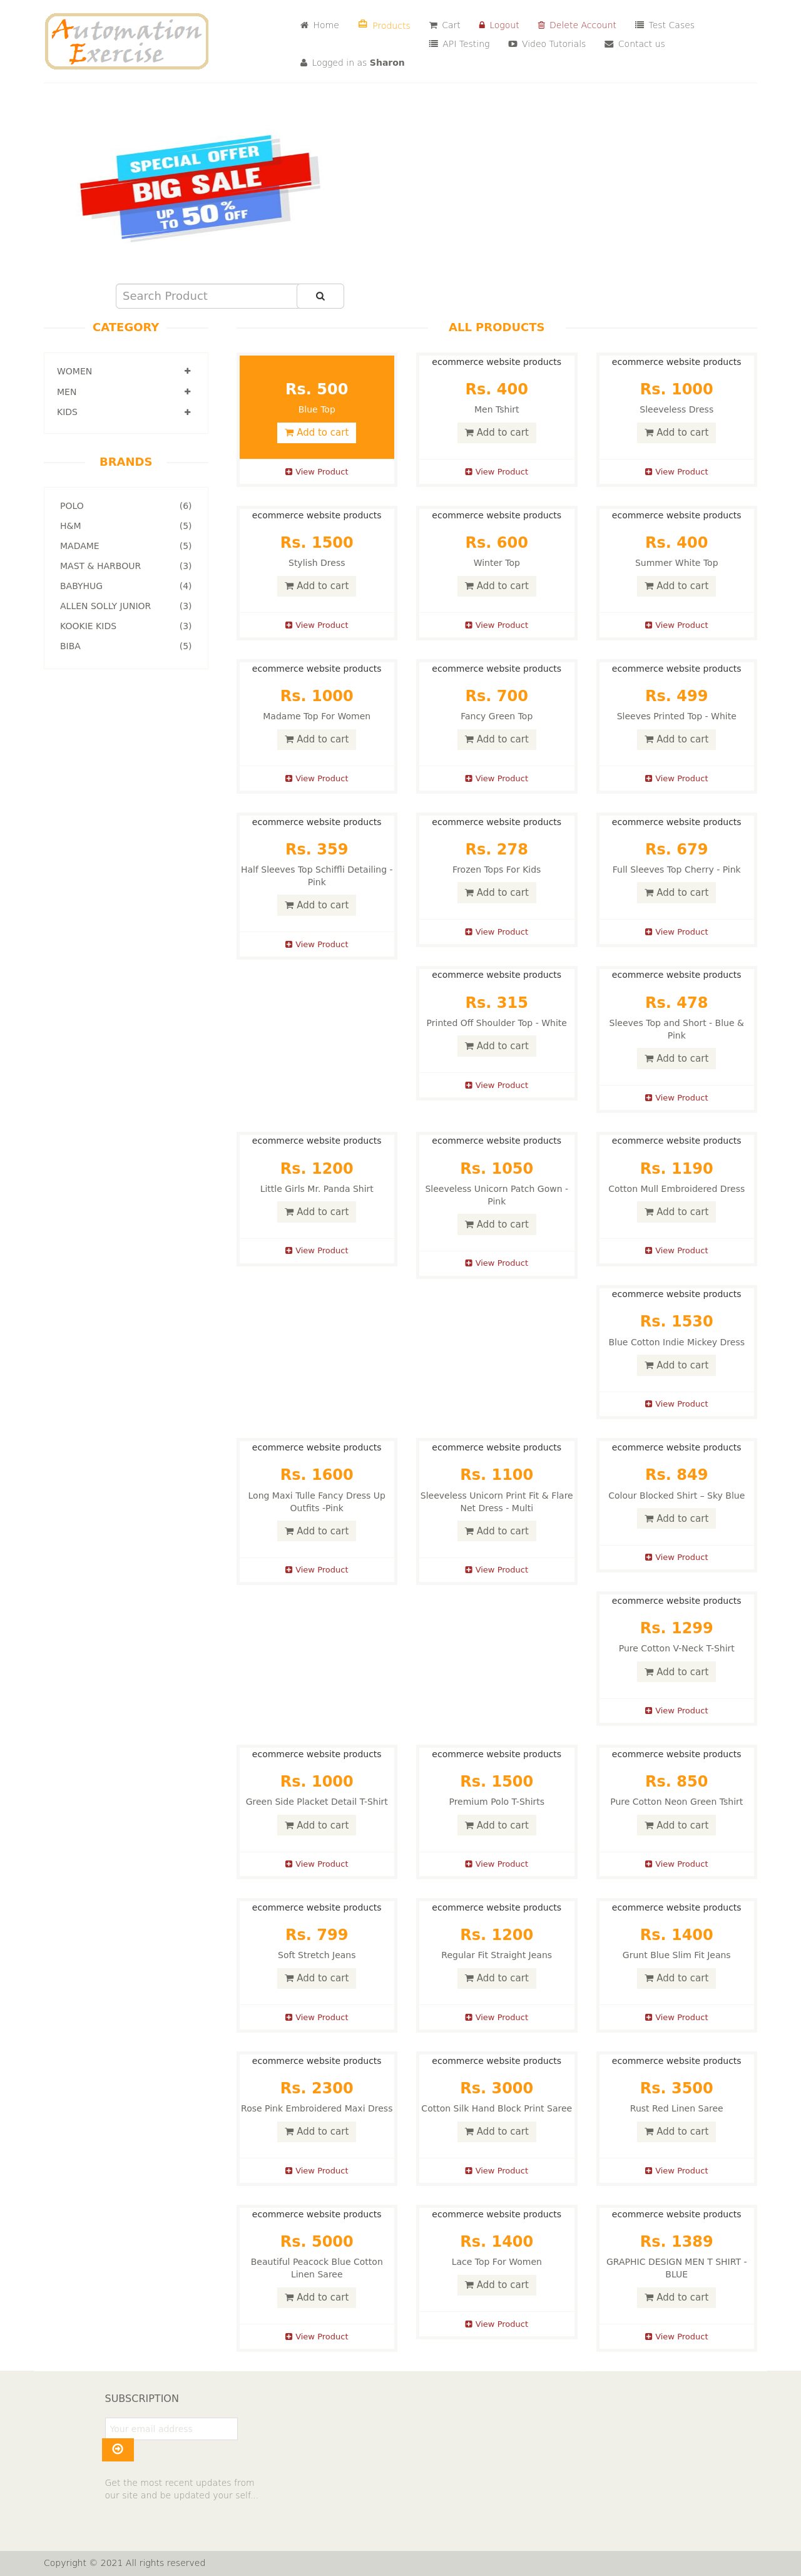 Automation
Exercise
Home
Products
Cart
Logout
Delete Account
Test Cases
API Testing
Video Tutorials
Contact us
Logged in as Sharon
SPECIAL OFFER
BIG SALE
UP TO 50% OFF
Search Product
CATEGORY
WOMEN
MEN
KIDS
BRANDS
POLO (6)
H&M (5)
MADAME (5)
MAST & HARBOUR (3)
BABYHUG (4)
ALLEN SOLLY JUNIOR (3)
KOOKIE KIDS (3)
BIBA (5)
ALL PRODUCTS
Rs. 500
Blue Top
Add to cart
View Product
ecommerce website products
Rs. 400
Men Tshirt
Add to cart
View Product
ecommerce website products
Rs. 1000
Sleeveless Dress
Add to cart
View Product
ecommerce website products
Rs. 1500
Stylish Dress
Add to cart
View Product
ecommerce website products
Rs. 600
Winter Top
Add to cart
View Product
ecommerce website products
Rs. 400
Summer White Top
Add to cart
View Product
ecommerce website products
Rs. 1000
Madame Top For Women
Add to cart
View Product
ecommerce website products
Rs. 700
Fancy Green Top
Add to cart
View Product
ecommerce website products
Rs. 499
Sleeves Printed Top - White
Add to cart
View Product
ecommerce website products
Rs. 359
Half Sleeves Top Schiffli Detailing -
Pink
Add to cart
View Product
ecommerce website products
Rs. 278
Frozen Tops For Kids
Add to cart
View Product
ecommerce website products
Rs. 679
Full Sleeves Top Cherry - Pink
Add to cart
View Product
ecommerce website products
Rs. 315
Printed Off Shoulder Top - White
Add to cart
View Product
ecommerce website products
Rs. 478
Sleeves Top and Short - Blue &
Pink
Add to cart
View Product
ecommerce website products
Rs. 1200
Little Girls Mr. Panda Shirt
Add to cart
View Product
ecommerce website products
Rs. 1050
Sleeveless Unicorn Patch Gown -
Pink
Add to cart
View Product
ecommerce website products
Rs. 1190
Cotton Mull Embroidered Dress
Add to cart
View Product
ecommerce website products
Rs. 1530
Blue Cotton Indie Mickey Dress
Add to cart
View Product
ecommerce website products
Rs. 1600
Long Maxi Tulle Fancy Dress Up
Outfits -Pink
Add to cart
View Product
ecommerce website products
Rs. 1100
Sleeveless Unicorn Print Fit & Flare
Net Dress - Multi
Add to cart
View Product
ecommerce website products
Rs. 849
Colour Blocked Shirt – Sky Blue
Add to cart
View Product
ecommerce website products
Rs. 1299
Pure Cotton V-Neck T-Shirt
Add to cart
View Product
ecommerce website products
Rs. 1000
Green Side Placket Detail T-Shirt
Add to cart
View Product
ecommerce website products
Rs. 1500
Premium Polo T-Shirts
Add to cart
View Product
ecommerce website products
Rs. 850
Pure Cotton Neon Green Tshirt
Add to cart
View Product
ecommerce website products
Rs. 799
Soft Stretch Jeans
Add to cart
View Product
ecommerce website products
Rs. 1200
Regular Fit Straight Jeans
Add to cart
View Product
ecommerce website products
Rs. 1400
Grunt Blue Slim Fit Jeans
Add to cart
View Product
ecommerce website products
Rs. 2300
Rose Pink Embroidered Maxi Dress
Add to cart
View Product
ecommerce website products
Rs. 3000
Cotton Silk Hand Block Print Saree
Add to cart
View Product
ecommerce website products
Rs. 3500
Rust Red Linen Saree
Add to cart
View Product
ecommerce website products
Rs. 5000
Beautiful Peacock Blue Cotton
Linen Saree
Add to cart
View Product
ecommerce website products
Rs. 1400
Lace Top For Women
Add to cart
View Product
ecommerce website products
Rs. 1389
GRAPHIC DESIGN MEN T SHIRT -
BLUE
Add to cart
View Product
SUBSCRIPTION
Your email address
Get the most recent updates from
our site and be updated your self...
Copyright © 2021 All rights reserved